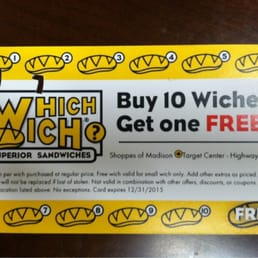 1 2 3 4 5
WHICH
WICH®?
SUPERIOR SANDWICHES
Buy 10 Wiche
Get one FREE
Shoppes of Madison Target Center - Highway
per wich purchased at regular price. Free wich valid for small wich only. Add other extras as priced.
will not be replaced if lost or stolen. Not valid in combination with other offers, discounts, or coupons
location listed above. No exceptions. Card expires 12/31/2015
7 8 9 10 FRE